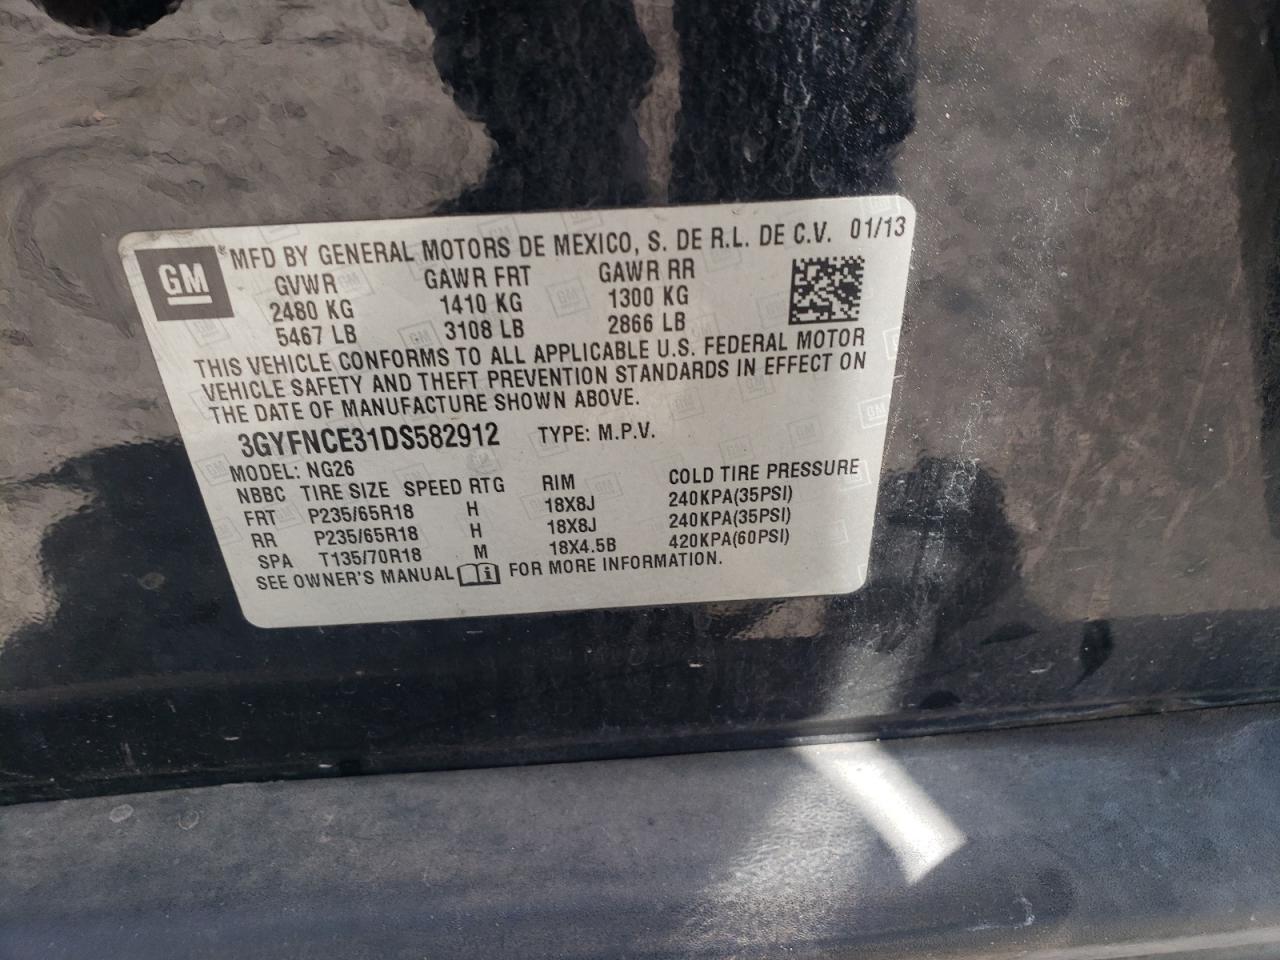 GM ® MFD BY GENERAL MOTORS DE MEXICO, S. DE R.L. DE C.V. 01/13
GVWR GAWR FRT GAWR RR
2480 KG 1410 KG 1300 KG
5467 LB 3108 LB 2866 LB
THIS VEHICLE CONFORMS TO ALL APPLICABLE U.S. FEDERAL MOTOR
VEHICLE SAFETY AND THEFT PREVENTION STANDARDS IN EFFECT ON
THE DATE OF MANUFACTURE SHOWN ABOVE.
3GYFNCE31DS582912 TYPE: M.P.V.
MODEL: NG26
NBBC TIRE SIZE SPEED RTG RIM COLD TIRE PRESSURE
FRT P235/65R18 H 18X8J 240KPA(35PSI)
RR P235/65R18 H 18X8J 240KPA(35PSI)
SPA T135/70R18 M 18X4.5B 420KPA(60PSI)
SEE OWNER'S MANUAL FOR MORE INFORMATION.